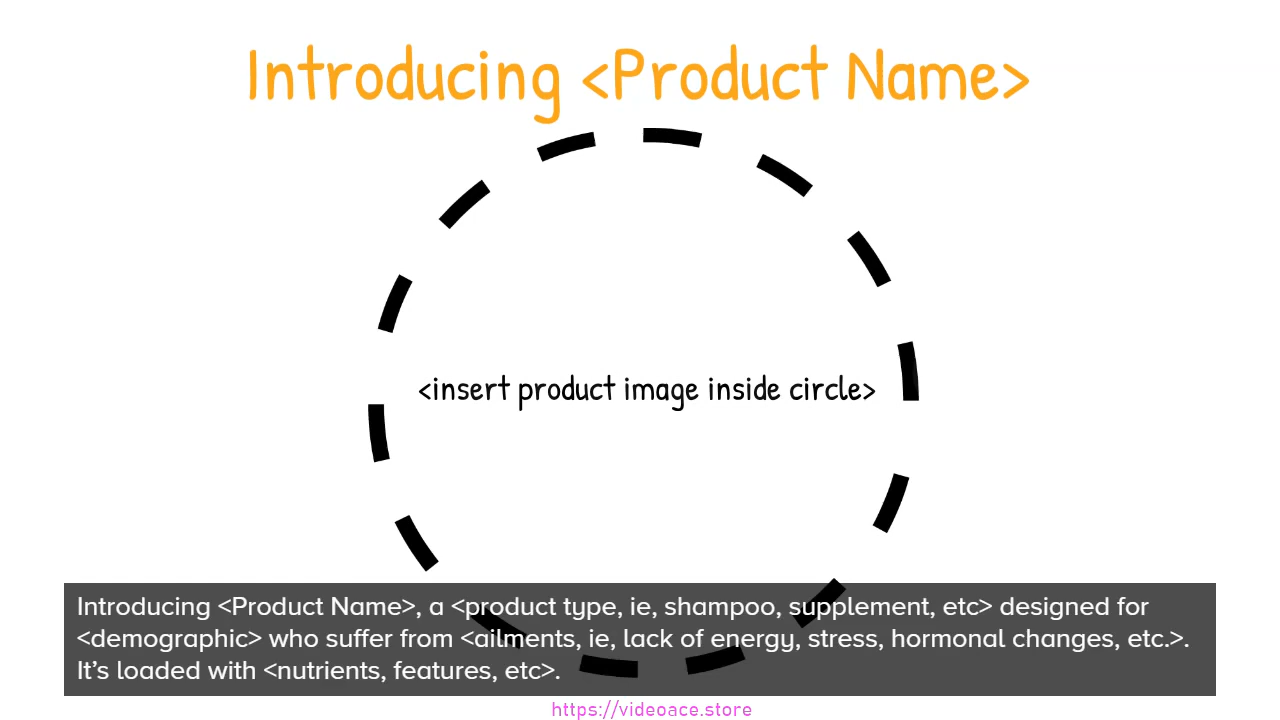 Introducing <Product Name>
<insert product image inside circle>
Introducing <Product Name>, a <product type, ie, shampoo, supplement, etc> designed for
<demographic> who suffer from <ailments, ie, lack of energy, stress, hormonal changes, etc.>.
It’s loaded with <nutrients, features, etc>.
https://videoace.store